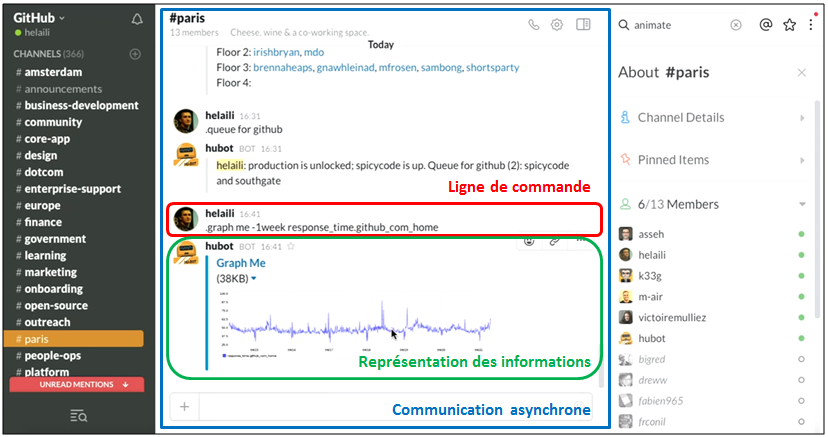 GitHub
helaili
CHANNELS (366)
# amsterdam
# announcements
# business-development
# community
# core-app
# design
# dotcom
# enterprise-support
# europe
# finance
# government
# learning
# marketing
# onboarding
# open-source
# outreach
# paris
# people-ops
# platform
UNREAD MENTIONS
#paris
13 members Cheese, wine & a co-working space.
Today
Floor 2: irishbryan, mdo
Floor 3: brennaheaps, gnawhleinad, mfrosen, sambong, shortsparty
Floor 4:
helaili 16:31
.queue for github
hubot BOT 16:31
helaili: production is unlocked; spicycode is up. Queue for github (2): spicycode
and southgate
Ligne de commande
helaili 16:41
.graph me -1week response_time.github_com_home
hubot BOT 16:41
Graph Me
(38KB)
response_time.github_com_home
Représentation des informations
Communication asynchrone
animate
About #paris
Channel Details
Pinned Items
6/13 Members
asseh
helaili
k33g
m-air
victoiremulliez
hubot
bigred
dreww
fabien965
frconil